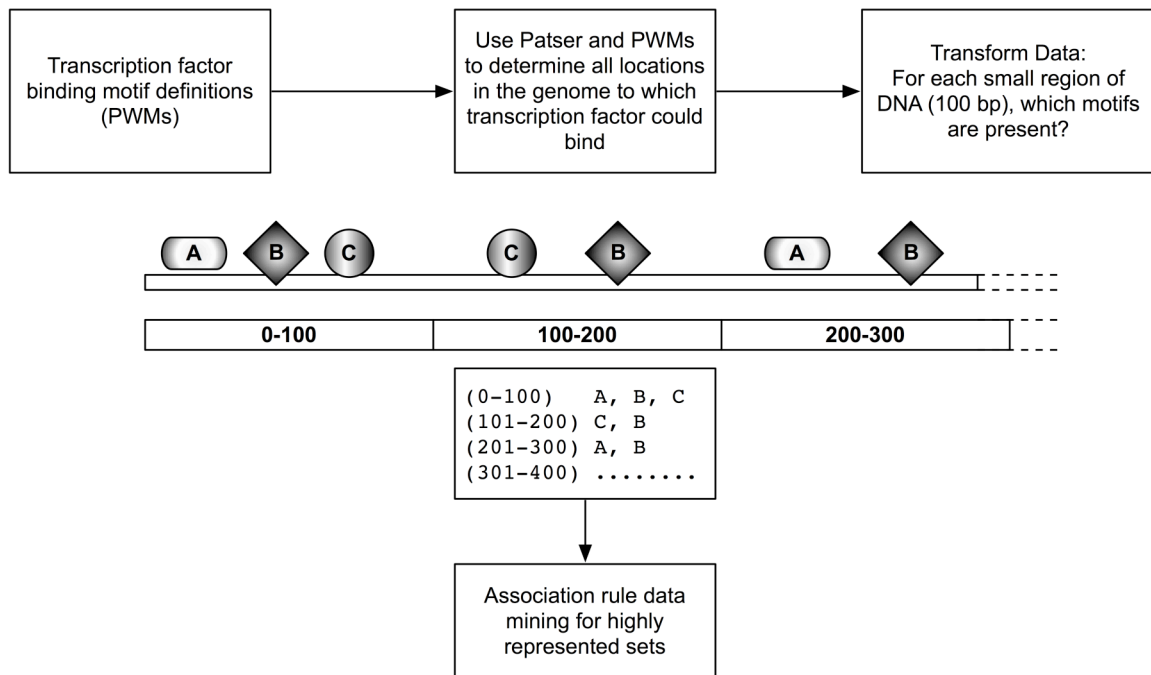 Transcription factor
binding motif definitions
(PWMs)
Use Patser and PWMs
to determine all locations
in the genome to which
transcription factor could
bind
Transform Data:
For each small region of
DNA (100 bp), which motifs
are present?
A B C C B A B
0-100 100-200 200-300
(0-100) A, B, C
(101-200) C, B
(201-300) A, B
(301-400) ........
Association rule data
mining for highly
represented sets